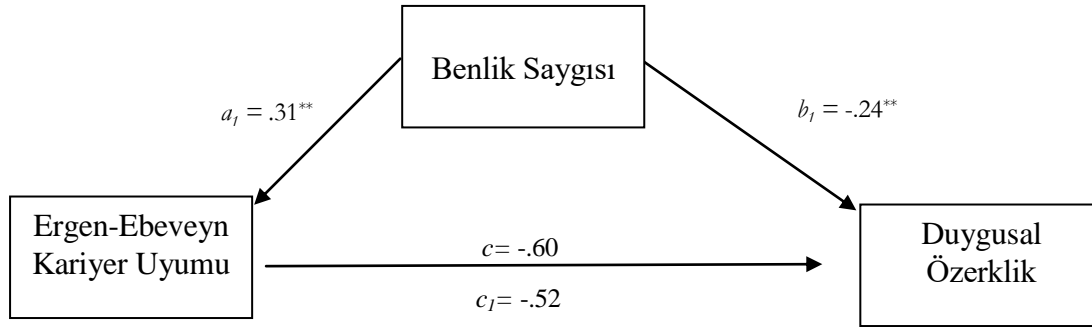 Benlik Saygısı
a₁ = .31**
b₁ = -.24**
Ergen-Ebeveyn
Kariyer Uyumu
c= -.60
c₁= -.52
Duygusal
Özerklik